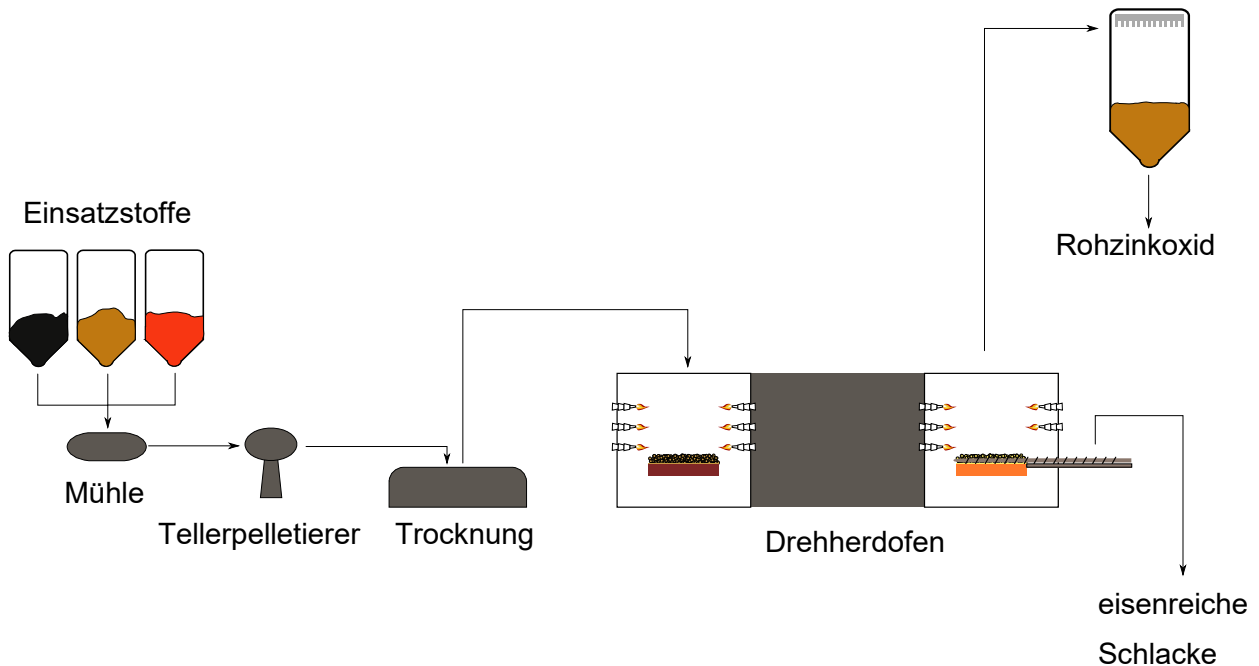 Einsatzstoffe
Rohzinkoxid
Mühle
Tellerpelletierer
Trocknung
Drehherdofen
eisenreiche
Schlacke